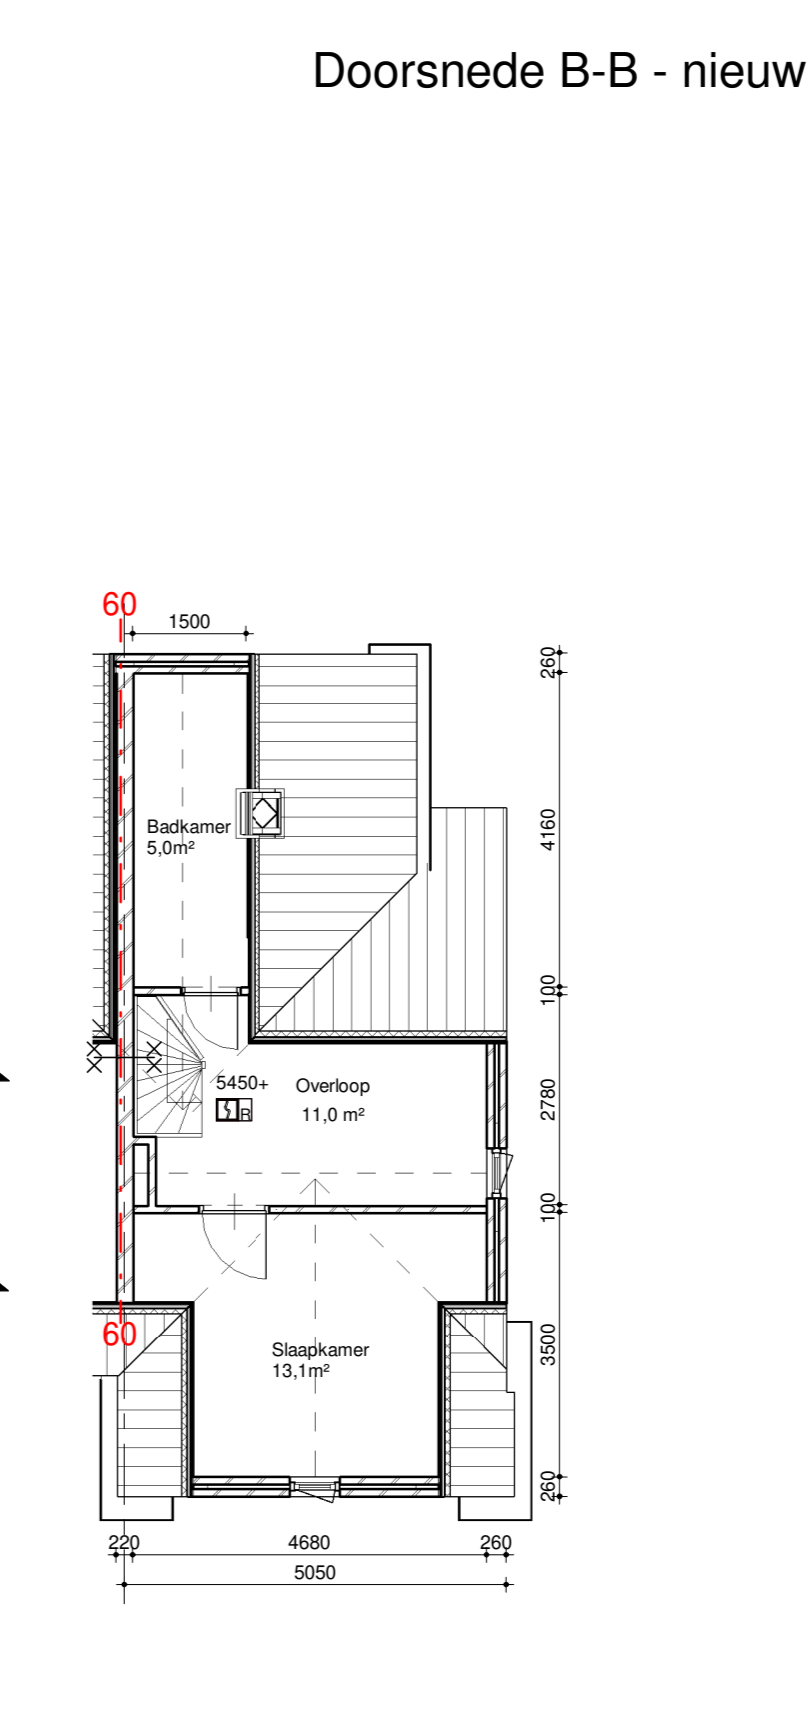 Doorsnede B-B - nieuw
60
1500
260
4160
Badkamer
5,0m²
100
5450+
Overloop
R
11,0 m²
2780
100
60
3500
Slaapkamer
13,1m²
260
220
4680
260
5050